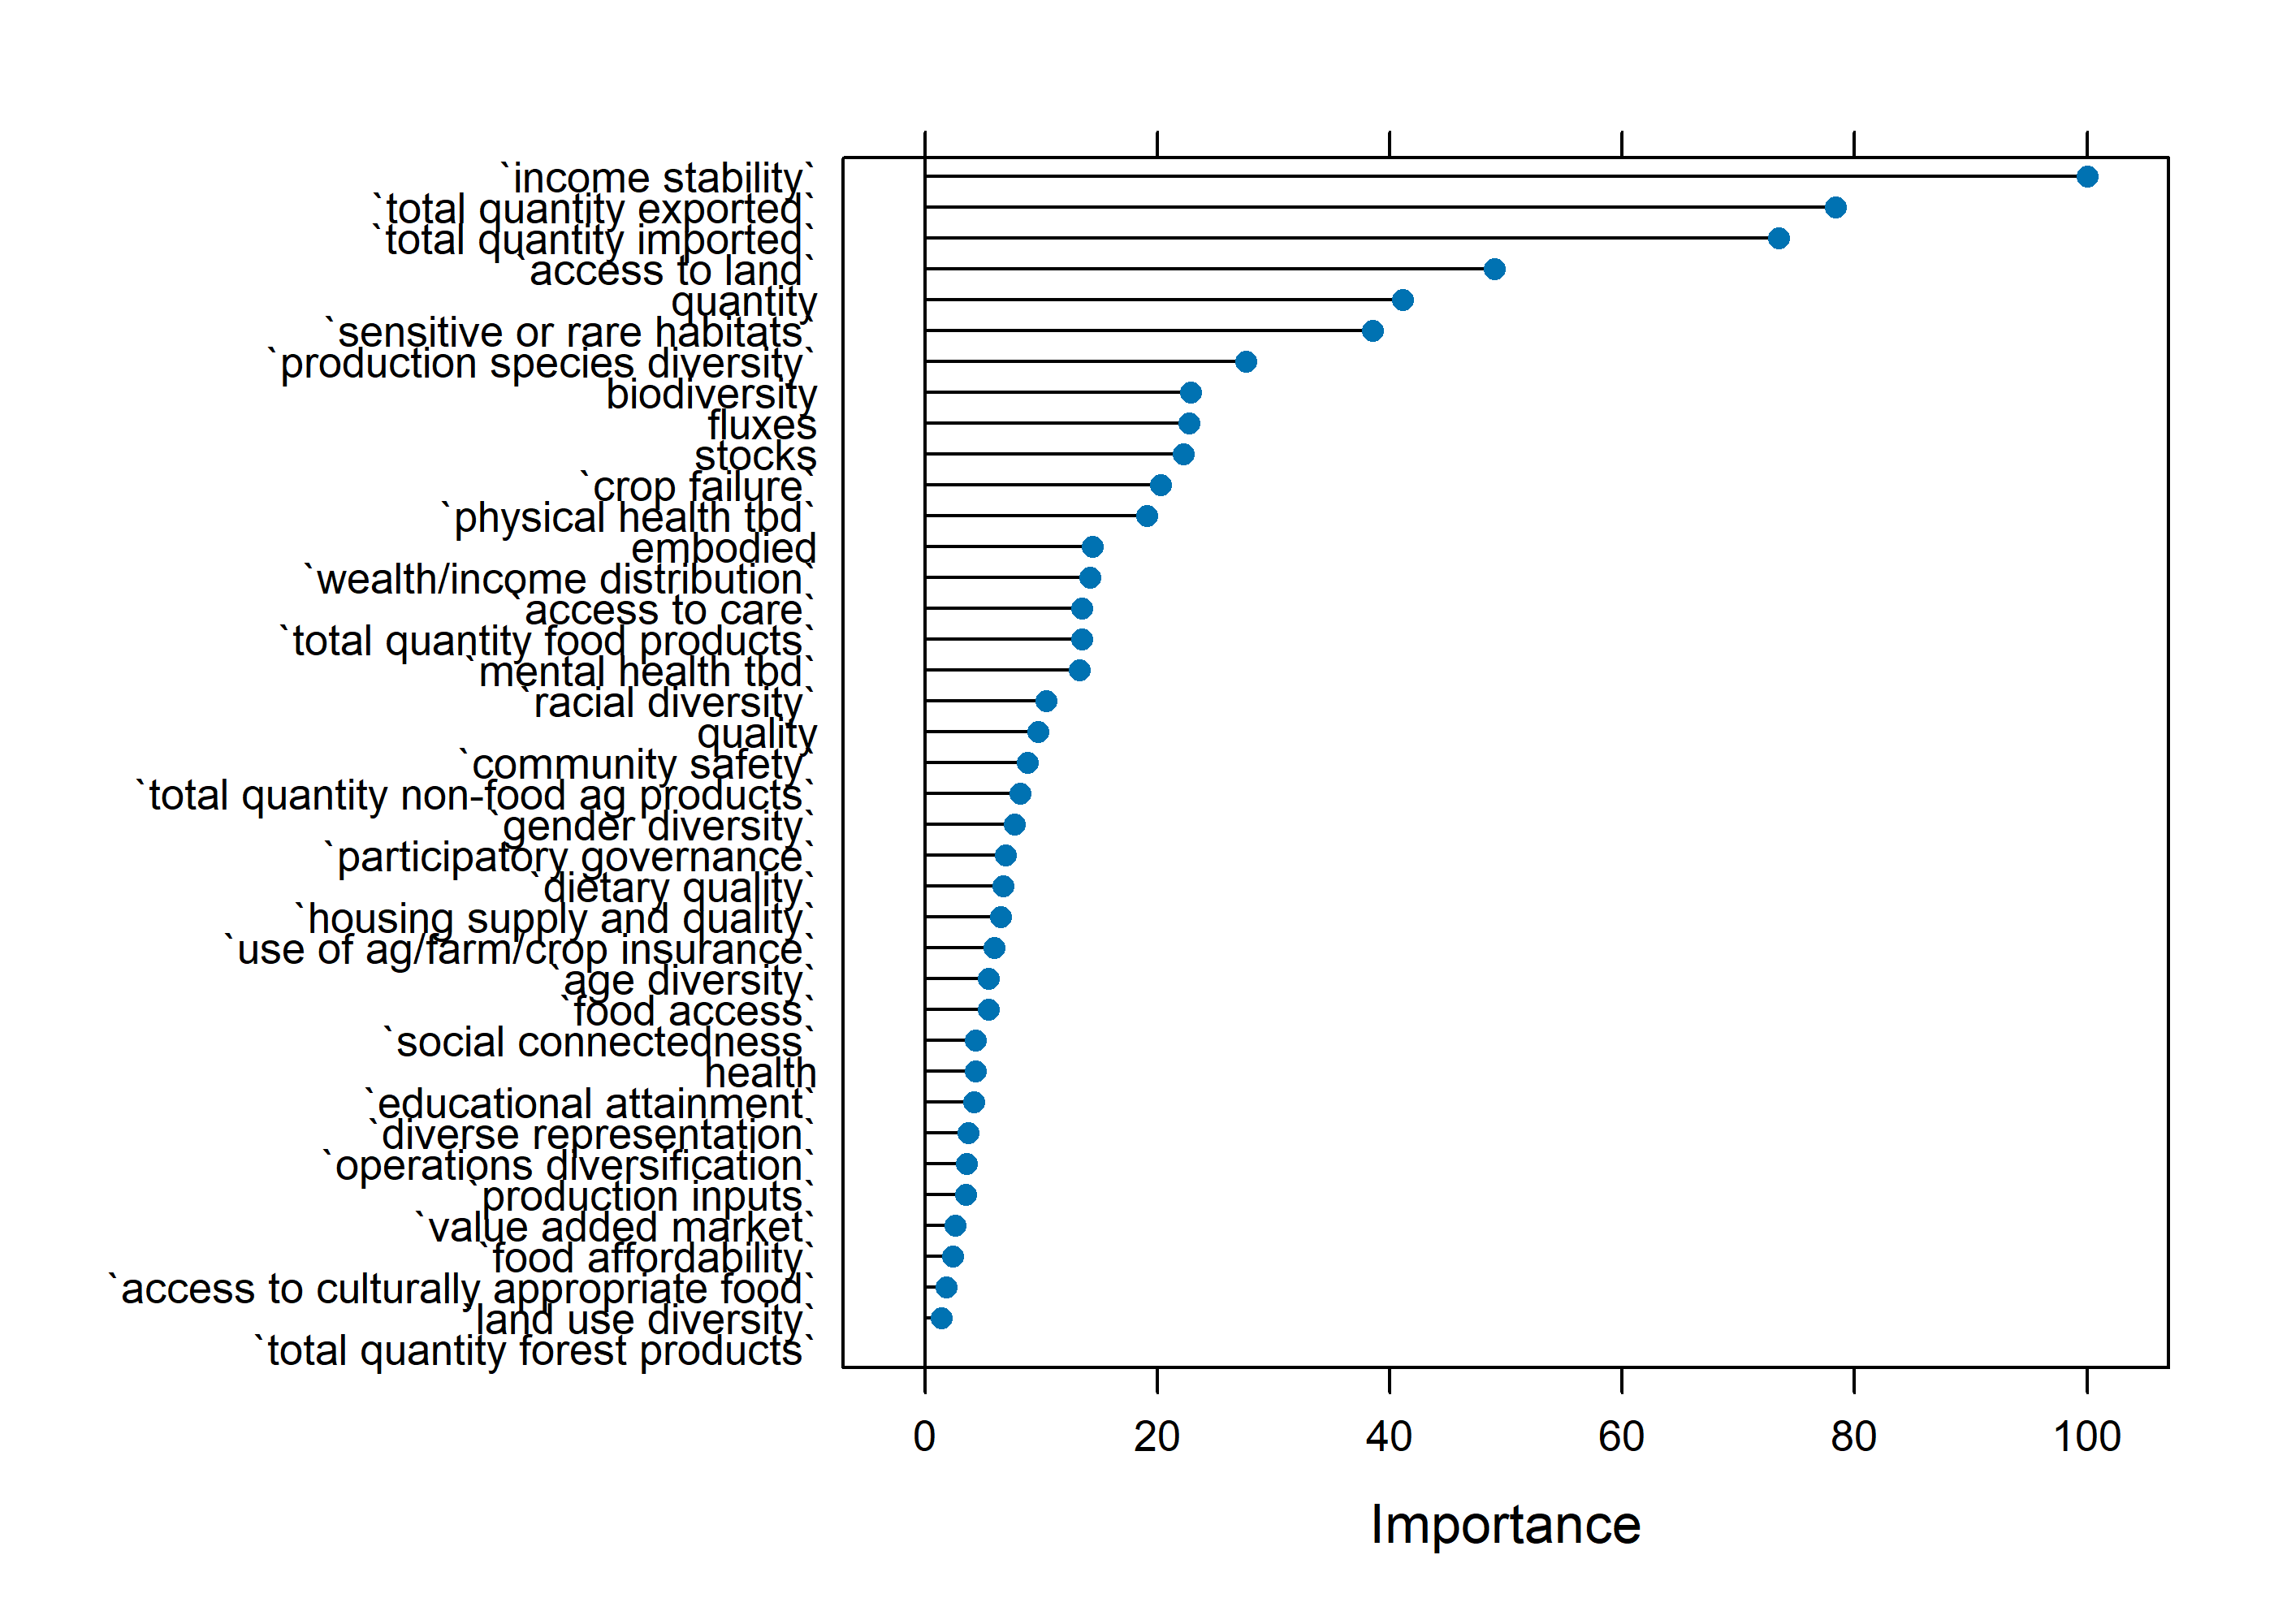 `income stability`
`total quantity exported`
`total quantity imported`
`access to land`
quantity
`sensitive or rare habitats`
`production species diversity`
biodiversity
fluxes
stocks
`crop failure`
`physical health tbd`
embodied
`wealth/income distribution`
`access to care`
`total quantity food products`
`mental health tbd`
`racial diversity`
quality
`community safety`
`total quantity non-food ag products`
`gender diversity`
`participatory governance`
`dietary quality`
`housing supply and quality`
`use of ag/farm/crop insurance`
`age diversity`
`food access`
`social connectedness`
health
`educational attainment`
`diverse representation`
`operations diversification`
`production inputs`
`value added market`
`food affordability`
`access to culturally appropriate food`
`land use diversity`
`total quantity forest products`
0 20 40 60 80 100
Importance